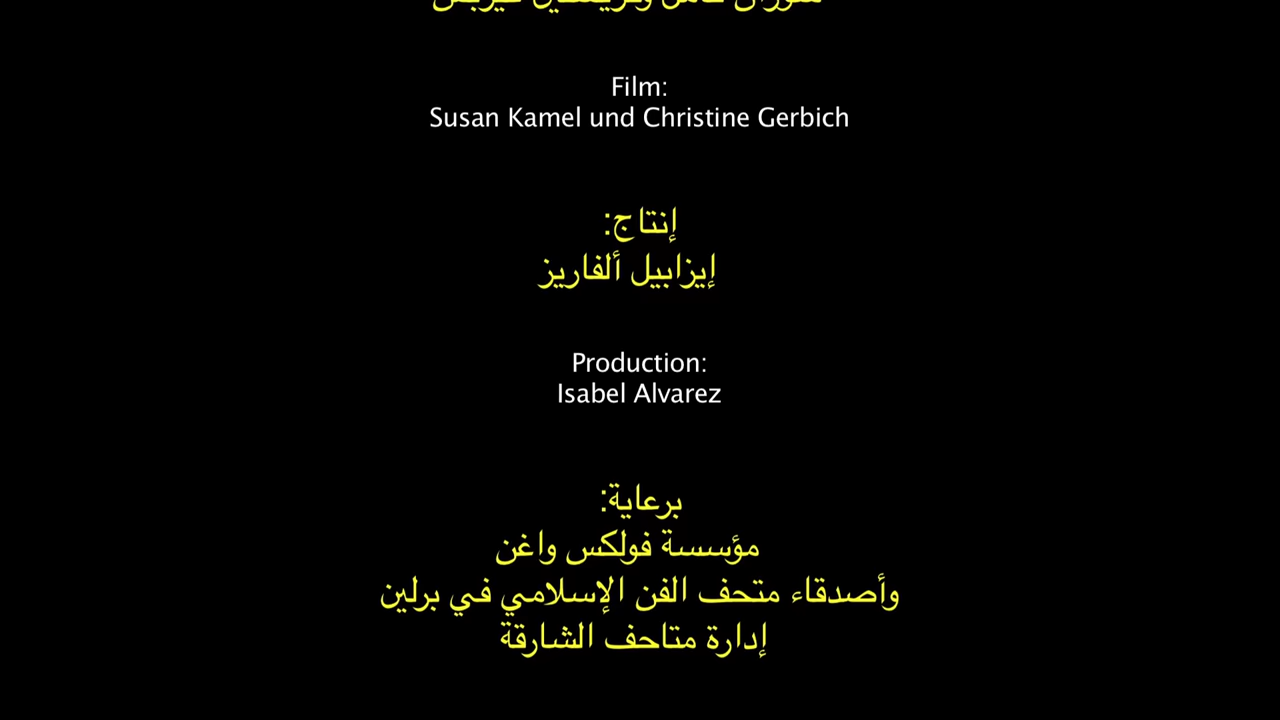 Film:
Susan Kamel und Christine Gerbich
إنتاج:
إيزابيل ألفاريز
Production:
Isabel Alvarez
برعاية:
مؤسسة فولكس واغن
وأصدقاء متحف الفن الإسلامي في برلين
إدارة متاحف الشارقة